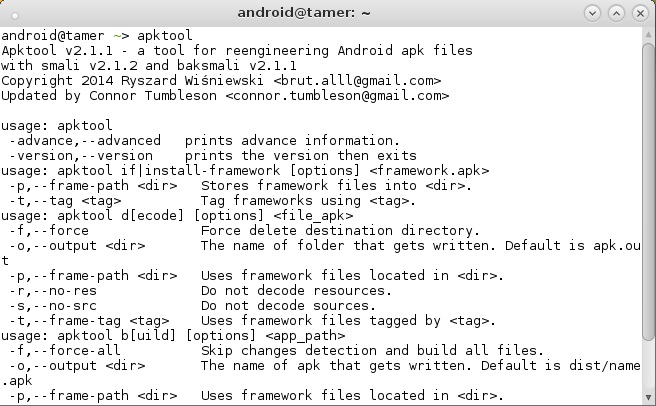 android@tamer: ~
android@tamer ~> apktool
Apktool v2.1.1 - a tool for reengineering Android apk files
with smali v2.1.2 and baksmali v2.1.1
Copyright 2014 Ryszard Wiśniewski <brut.alll@gmail.com>
Updated by Connor Tumbleson <connor.tumbleson@gmail.com>
usage: apktool
 -advance,--advanced   prints advance information.
 -version,--version    prints the version then exits
usage: apktool if|install-framework [options] <framework.apk>
 -p,--frame-path <dir>   Stores framework files into <dir>.
 -t,--tag <tag>          Tag frameworks using <tag>.
usage: apktool d[ecode] [options] <file_apk>
 -f,--force              Force delete destination directory.
 -o,--output <dir>       The name of folder that gets written. Default is apk.ou
t
 -p,--frame-path <dir>   Uses framework files located in <dir>.
 -r,--no-res             Do not decode resources.
 -s,--no-src             Do not decode sources.
 -t,--frame-tag <tag>    Uses framework files tagged by <tag>.
usage: apktool b[uild] [options] <app_path>
 -f,--force-all          Skip changes detection and build all files.
 -o,--output <dir>       The name of apk that gets written. Default is dist/name
.apk
 -p,--frame-path <dir>   Uses framework files located in <dir>.